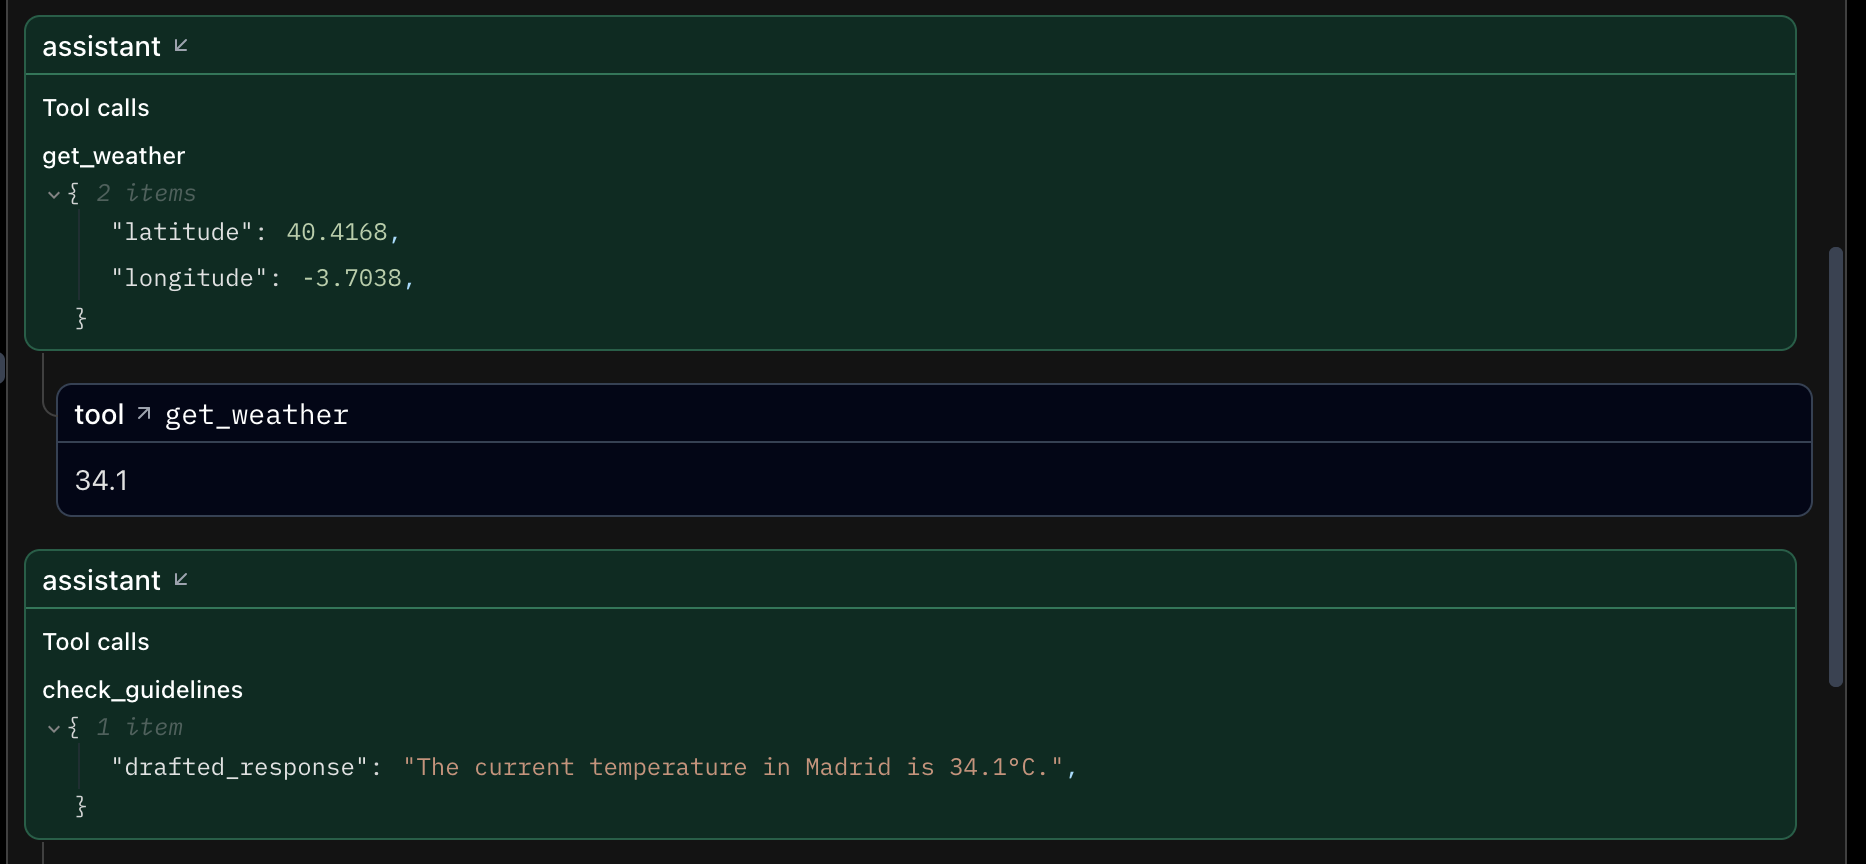 assistant
Tool calls
get_weather
{ 2 items
"latitude": 40.4168,
"longitude": -3.7038,
}
tool get_weather
34.1
assistant
Tool calls
check_guidelines
{ 1 item
"drafted_response": "The current temperature in Madrid is 34.1°C.",
}